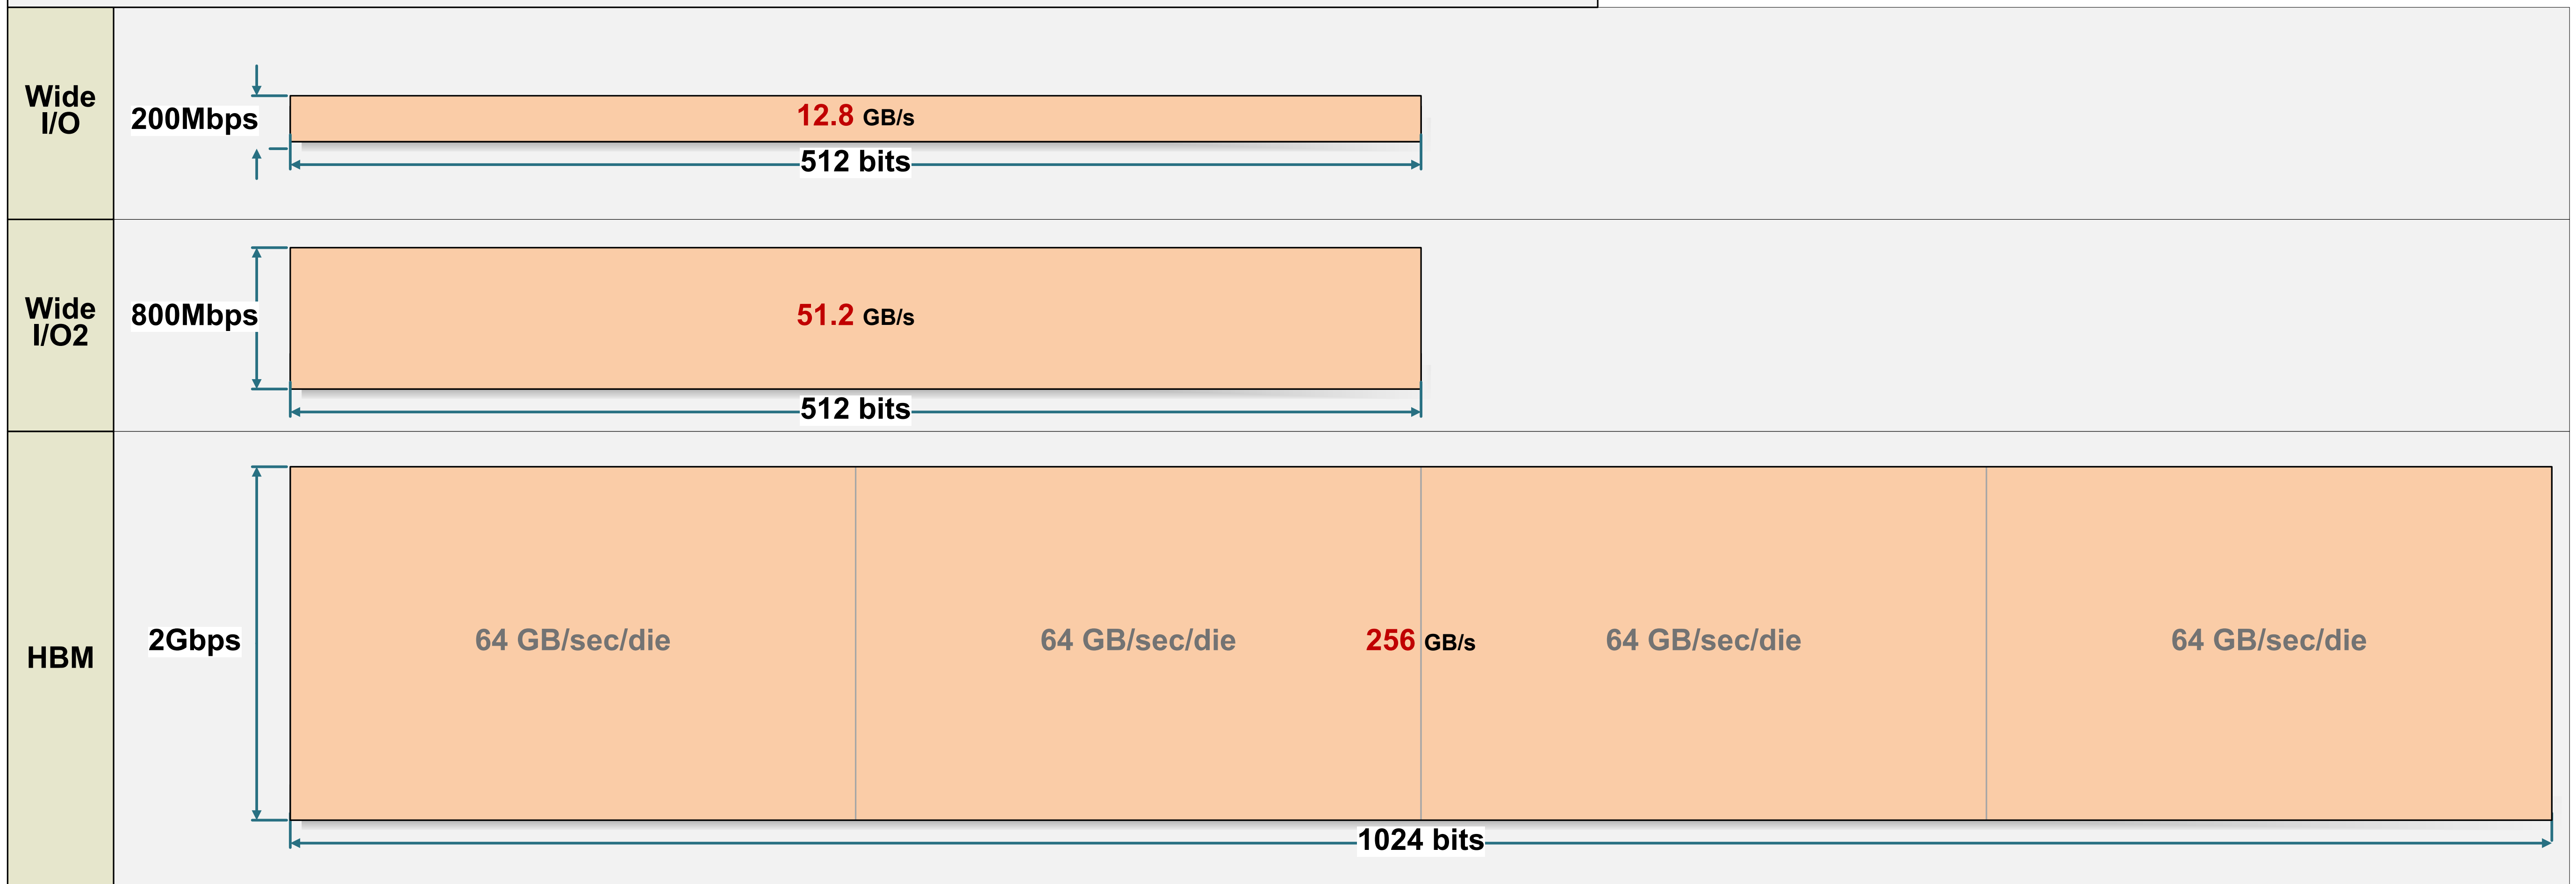 Wide
I/O
200Mbps
12.8 GB/s
512 bits
Wide
I/O2
800Mbps
51.2 GB/s
512 bits
HBM
2Gbps
64 GB/sec/die
64 GB/sec/die
256 GB/s
64 GB/sec/die
64 GB/sec/die
1024 bits